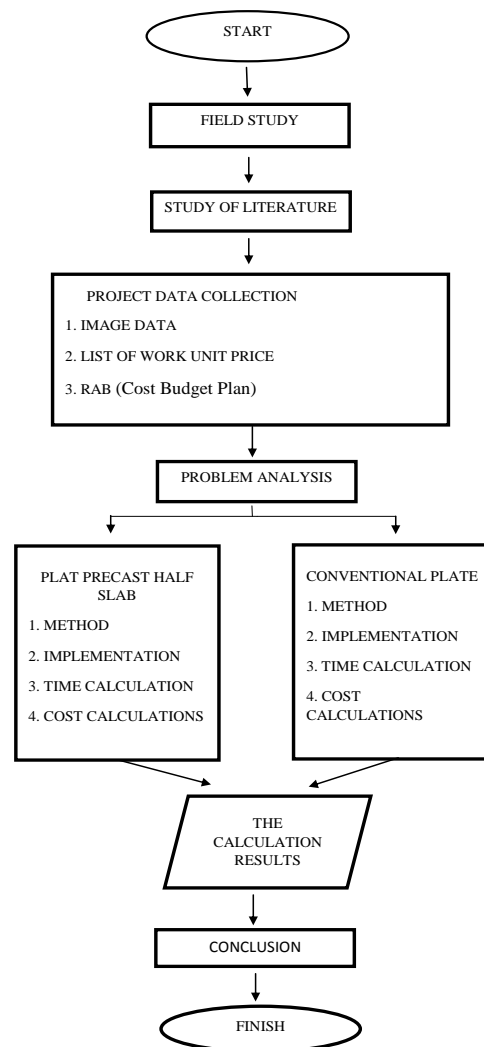 START
FIELD STUDY
STUDY OF LITERATURE
PROJECT DATA COLLECTION
1. IMAGE DATA
2. LIST OF WORK UNIT PRICE
3. RAB (Cost Budget Plan)
PROBLEM ANALYSIS
PLAT PRECAST HALF
SLAB
1. METHOD
2. IMPLEMENTATION
3. TIME CALCULATION
4. COST CALCULATIONS
CONVENTIONAL PLATE
1. METHOD
2. IMPLEMENTATION
3. TIME CALCULATION
4. COST
CALCULATIONS
THE
CALCULATION
RESULTS
CONCLUSION
FINISH